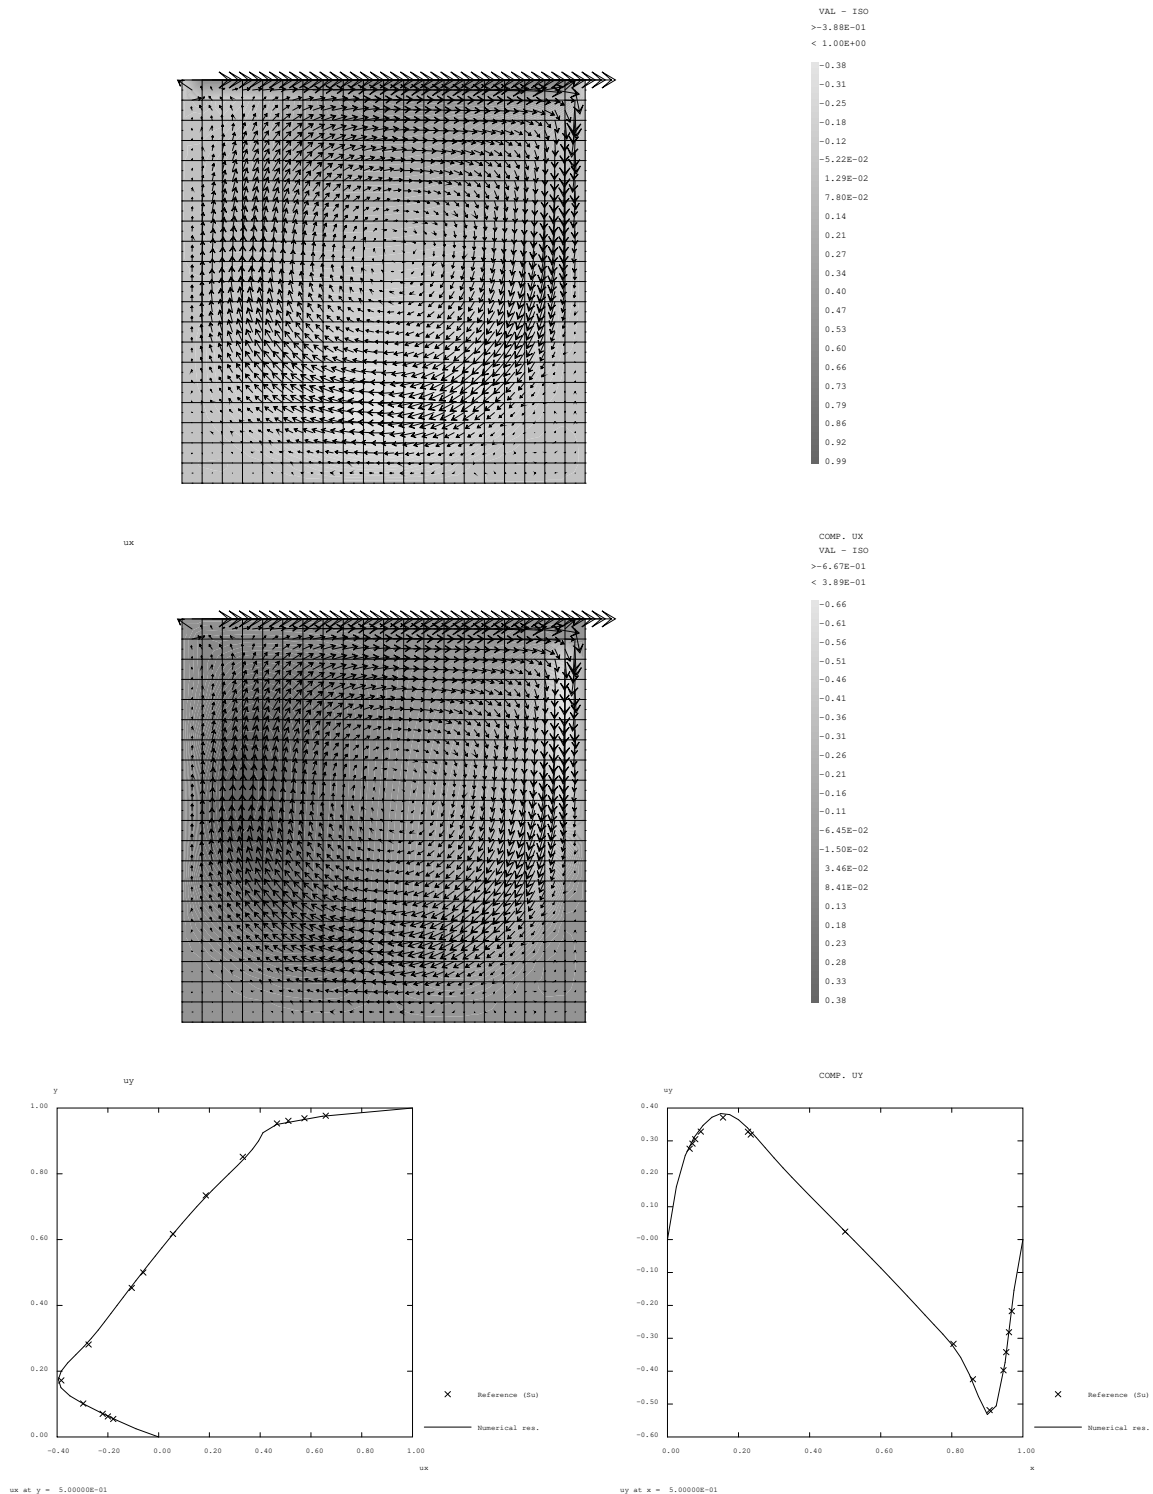 VAL - ISO
>-3.88E-01
< 1.00E+00
-0.38
-0.31
-0.25
-0.18
-0.12
-5.22E-02
1.29E-02
7.80E-02
0.14
0.21
0.27
0.34
0.40
0.47
0.53
0.60
0.66
0.73
0.79
0.86
0.92
0.99
ux
COMP. UX
VAL - ISO
>-6.67E-01
< 3.89E-01
-0.66
-0.61
-0.56
-0.51
-0.46
-0.41
-0.36
-0.31
-0.26
-0.21
-0.16
-0.11
-6.45E-02
-1.50E-02
3.46E-02
8.41E-02
0.13
0.18
0.23
0.28
0.33
0.38
uy
COMP. UY
y
1.00
0.80
0.60
0.40
0.20
0.00
-0.40 -0.20 0.00 0.20 0.40 0.60 0.80 1.00
ux
Reference (Su)
Numerical res.
ux at y = 5.00000E-01
uy
0.40
0.30
0.20
0.10
-0.00
-0.10
-0.20
-0.30
-0.40
-0.50
-0.60
0.00 0.20 0.40 0.60 0.80 1.00
x
Reference (Su)
Numerical res.
uy at x = 5.00000E-01